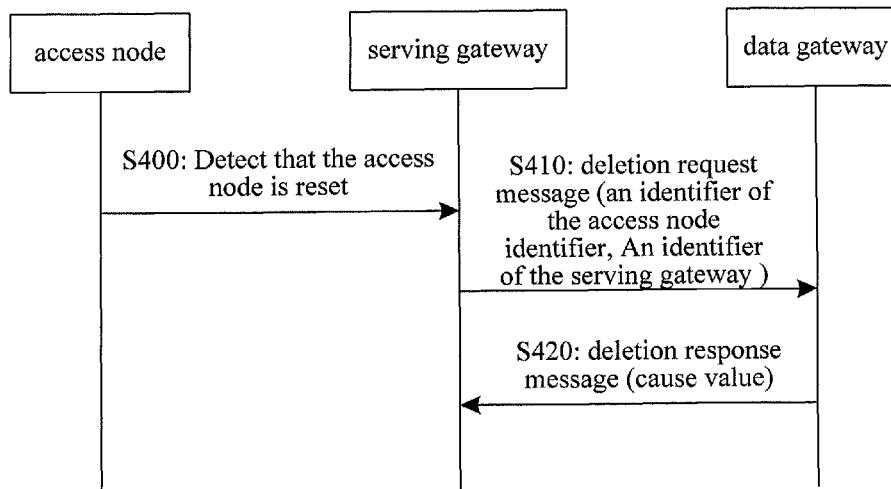 access node
serving gateway
data gateway
S400: Detect that the access
node is reset
S410: deletion request
message (an identifier of
the access node
identifier, An identifier
of the serving gateway )
S420: deletion response
message (cause value)